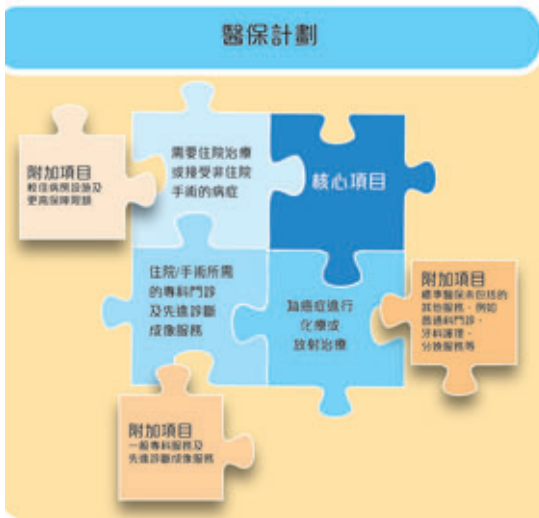 醫保計劃
需要住院治療
或接受非住院
手術的病症
核心項目
附加項目
較佳病房設施及
更高保障限額
住院/手術所需
的專科門診
及先進診斷
成像服務
為癌症進行
化療或
放射治療
附加項目
標準醫保未包括的
其他服務，例如
普通科門診、
牙科護理、
分娩服務等
附加項目
一般專科服務及
先進診斷成像服務